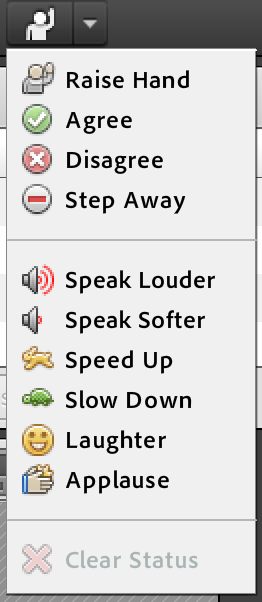 Raise Hand
Agree
Disagree
Step Away
Speak Louder
Speak Softer
Speed Up
Slow Down
Laughter
Applause
Clear Status